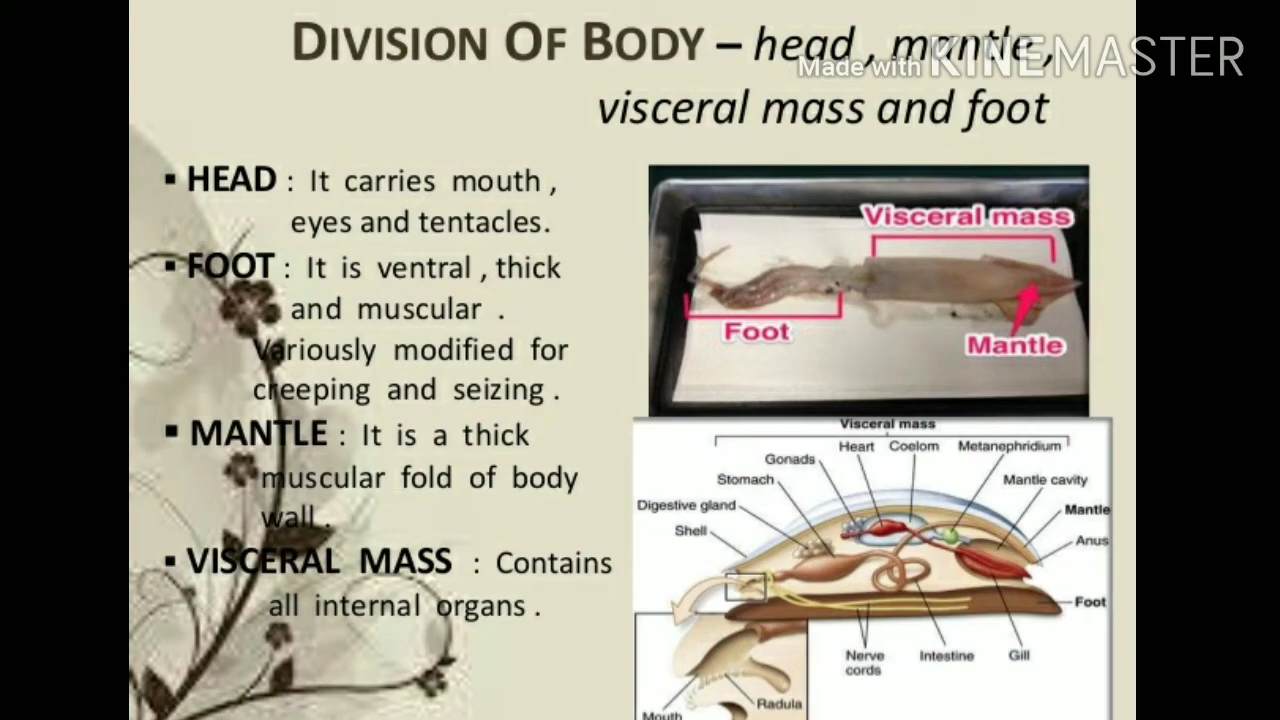 DIVISION OF BODY – head , mantle ,
Made with KINEMASTER
visceral mass and foot
▪ HEAD : It carries mouth ,
eyes and tentacles.
▪ FOOT : It is ventral , thick
and muscular .
Variously modified for
creeping and seizing .
▪ MANTLE : It is a thick
muscular fold of body
wall .
▪ VISCERAL MASS : Contains
all internal organs .
Visceral mass
Foot
Mantle
Visceral mass
Heart Coelom Metanephridium
Gonads
Stomach
Mantle cavity
Digestive gland
Mantle
Shell
Anus
Foot
Nerve
cords
Intestine
Gill
Radula
Mouth